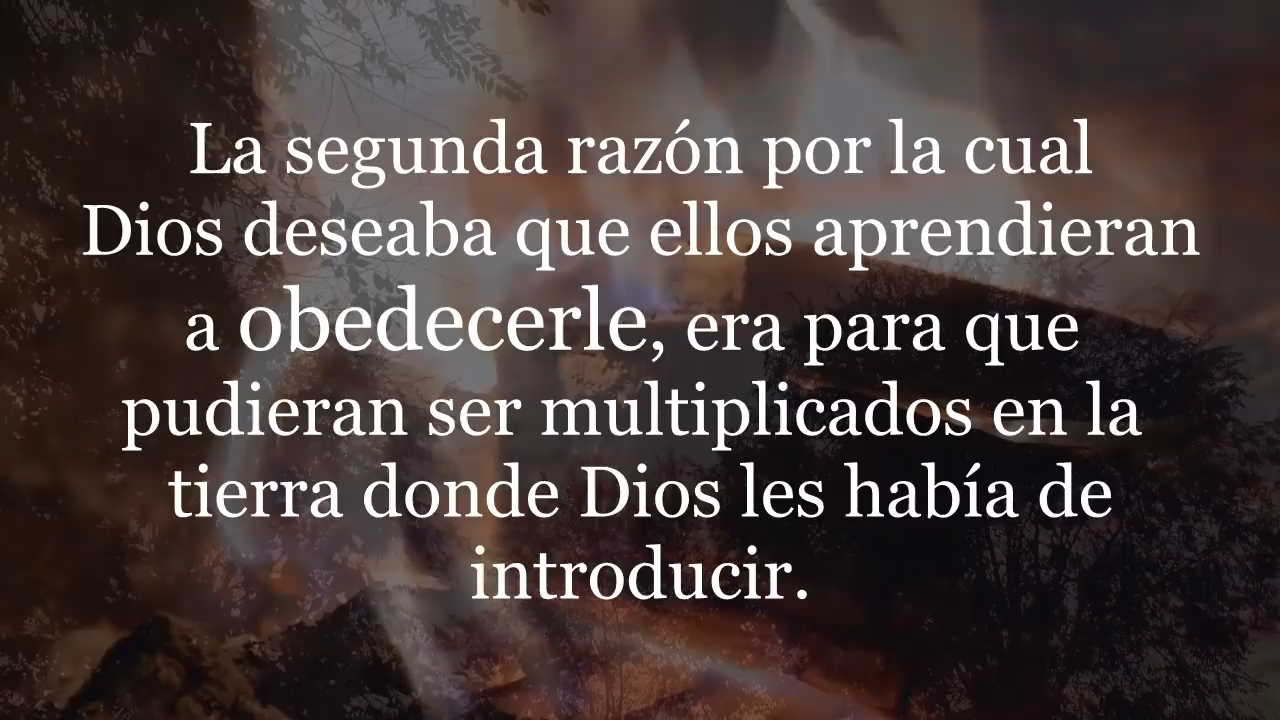 La segunda razón por la cual
Dios deseaba que ellos aprendieran
a obedecerle, era para que
pudieran ser multiplicados en la
tierra donde Dios les había de
introducir.